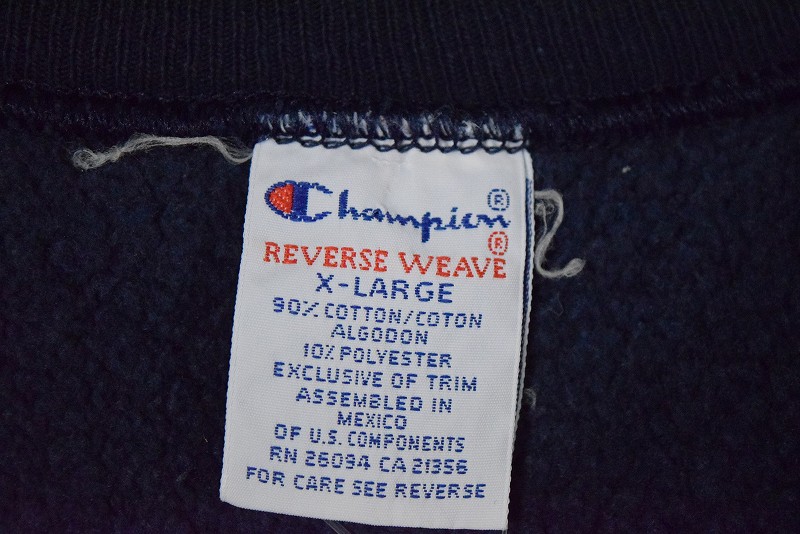 Champion ®
REVERSE WEAVE ®
X-LARGE
90% COTTON/COTON
ALGODON
10% POLYESTER
EXCLUSIVE OF TRIM
ASSEMBLED IN
MEXICO
OF U.S. COMPONENTS
RN 26094 CA 21356
FOR CARE SEE REVERSE